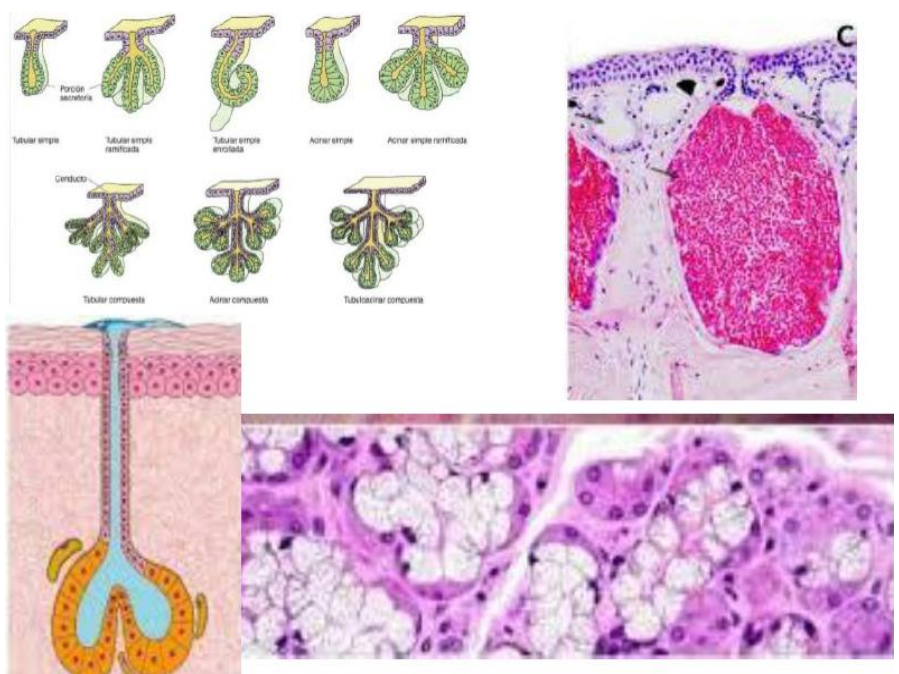 Porción
secretoria
Tubular simple
Tubular simple
ramificada
Tubular simple
enrollada
Acinar simple
Acinar simple ramificada
Conducto
Tubular compuesta
Acinar compuesta
Tubuloacinar compuesta
C